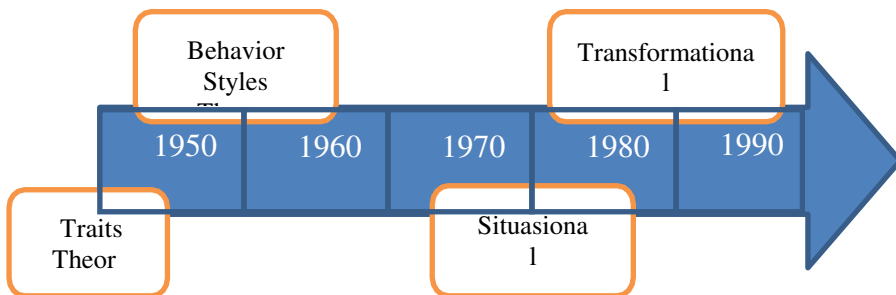 Behavior
Styles
Transformationa
l
1950
1960
1970
1980
1990
Traits
Theor
Situasiona
l